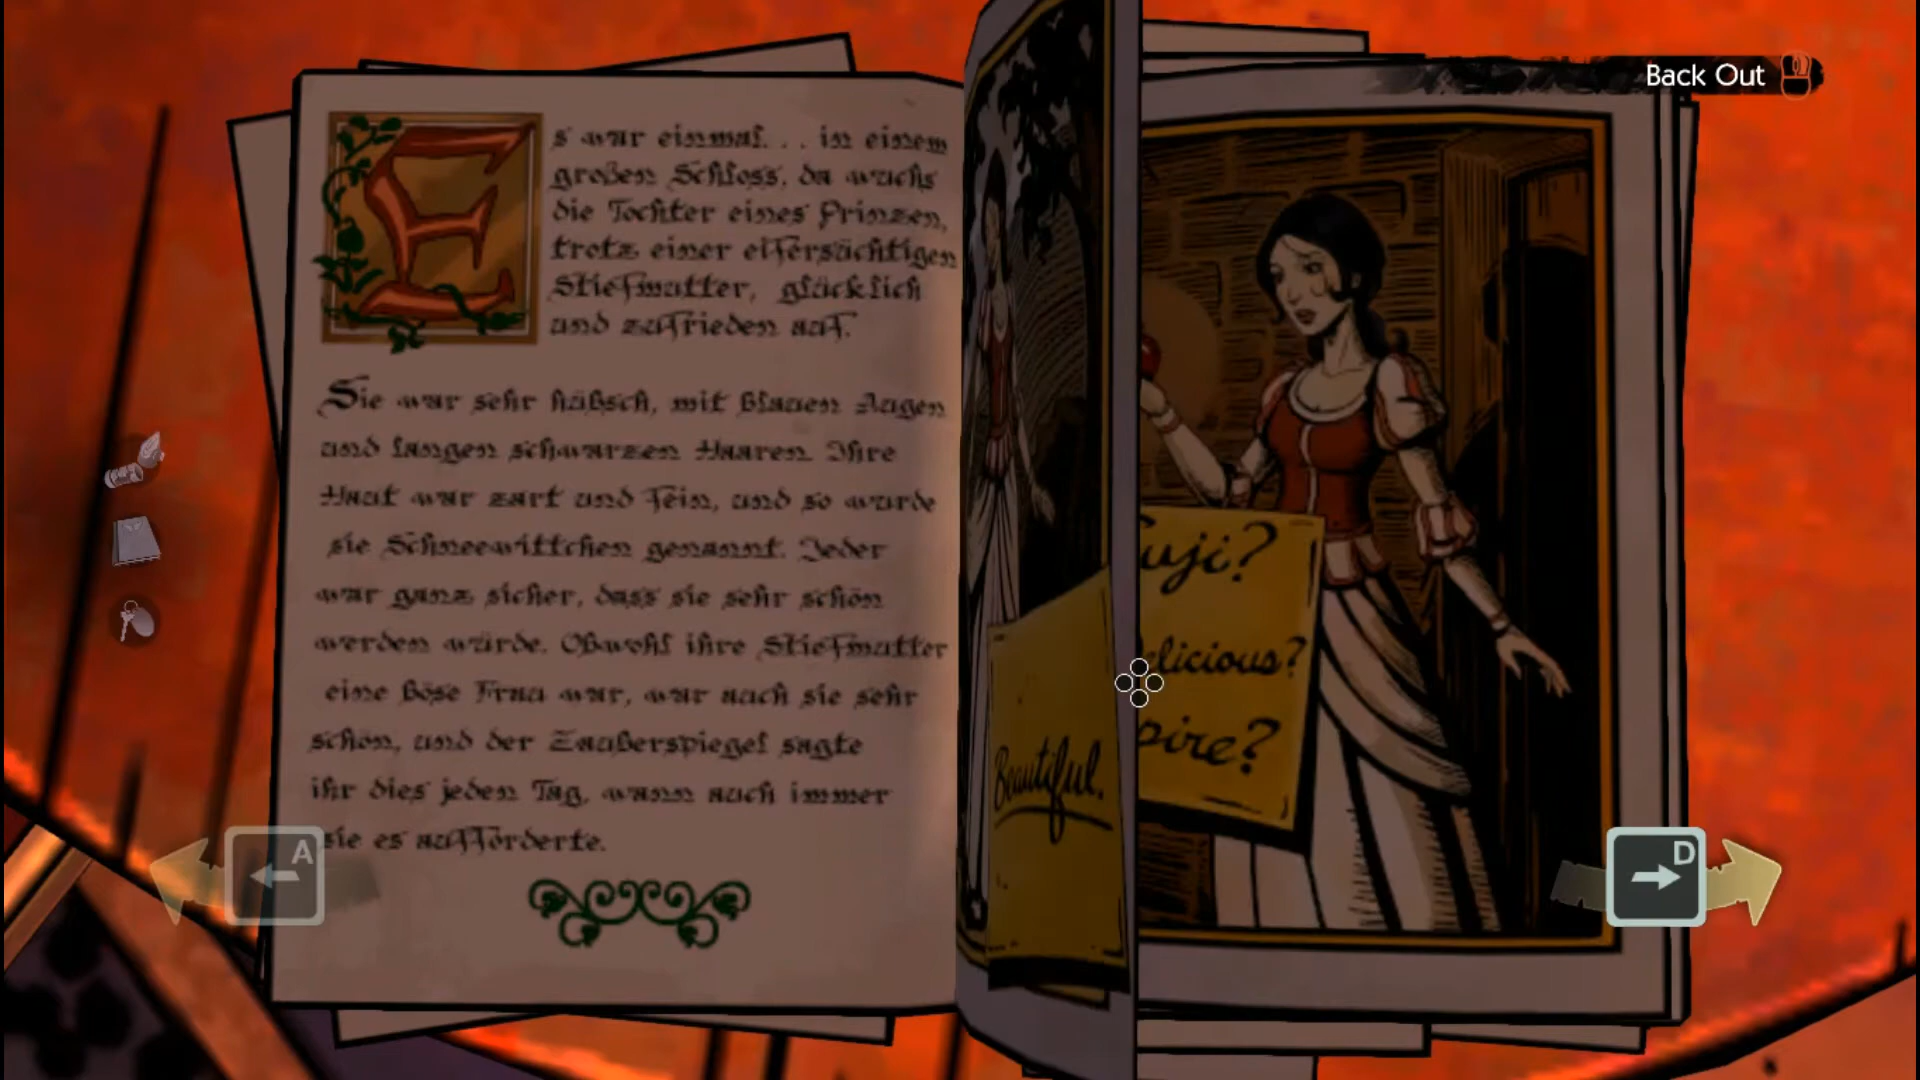 Back Out
Es war einmal... in einem
großen Schloss, da wuchs
die Tochter eines Prinzen,
trotz einer eifersüchtigen
Stiefmutter, glücklich
und zufrieden auf.
Sie war sehr hübsch, mit blauen Augen
und langen schwarzen Haaren. Ihre
Haut war zart und fein, und so wurde
sie Schneewittchen genannt. Jeder
war ganz sicher, dass sie sehr schön
werden würde. Obwohl ihre Stiefmutter
eine böse Frau war, war auch sie sehr
schön, und der Zauberspiegel sagte
ihr dies jeden Tag, wann auch immer
sie es aufförderte.
Beautiful.
uji?
elicious?
pire?
A
D